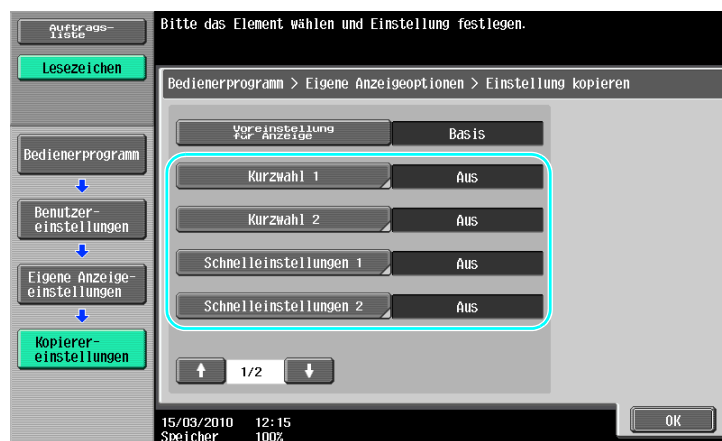 Auftrags-
liste
Bitte das Element wählen und Einstellung festlegen.
Lesezeichen
Bedienerprogramm > Eigene Anzeigeoptionen > Einstellung kopieren
Voreinstellung
für Anzeige
Basis
Bedienerprogramm
Kurzwahl 1
Aus
Benutzer-
einstellungen
Kurzwahl 2
Aus
Schnelleinstellungen 1
Aus
Eigene Anzeige-
einstellungen
Schnelleinstellungen 2
Aus
Kopierer-
einstellungen
1/2
15/03/2010 12:15
Speicher 100%
OK